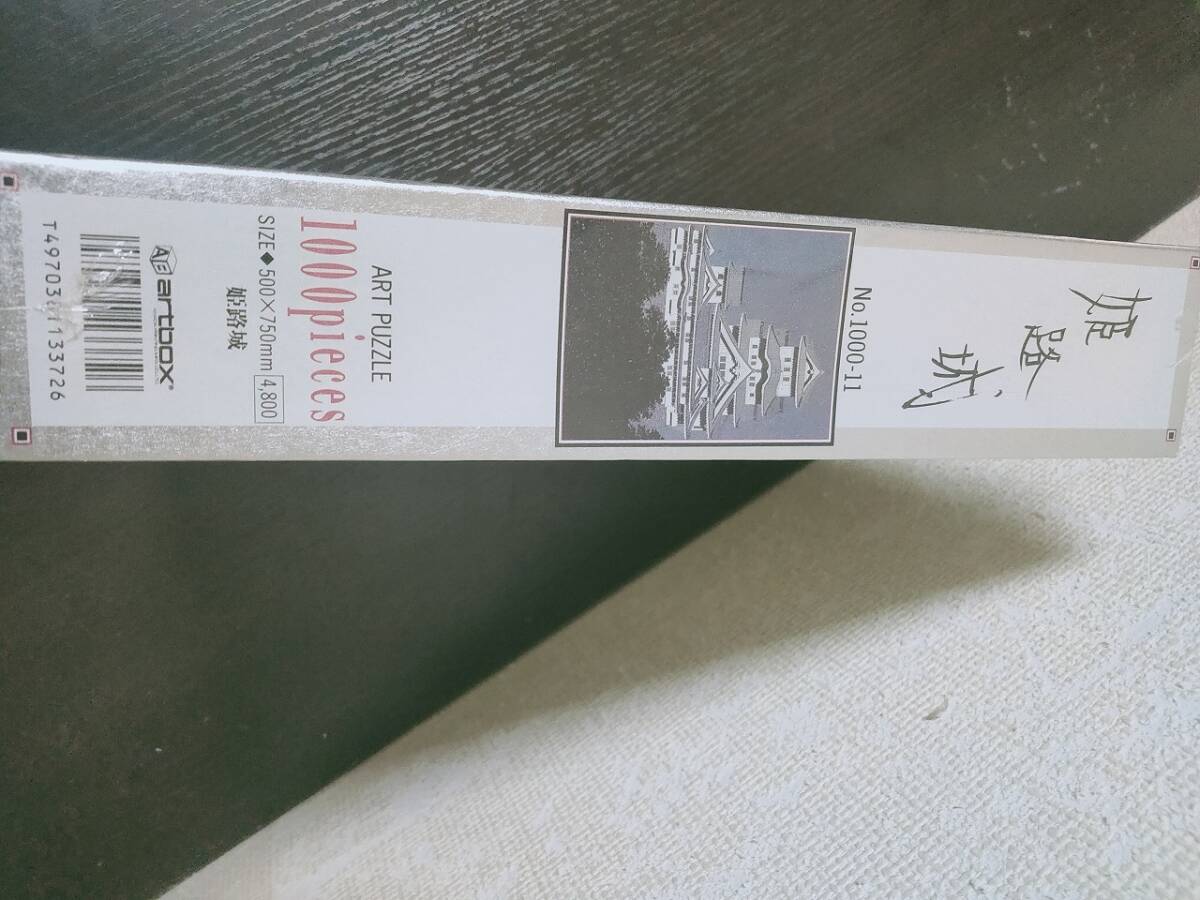 姫路城
No.1000-11
ART PUZZLE
1000pieces
SIZE◆500×750mm 4,800
姫路城
artbox